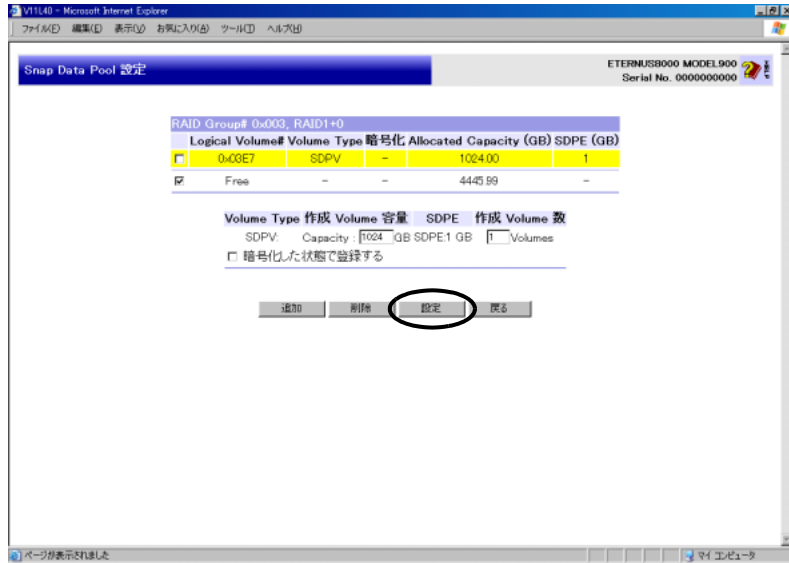 V11L40 - Microsoft Internet Explorer
ファイル(F) 編集(E) 表示(V) お気に入り(A) ツール(T) ヘルプ(H)
Snap Data Pool 設定
ETERNUS8000 MODEL900
Serial No. 0000000000
HELP
RAID Group# 0x003, RAID1+0
Logical Volume# Volume Type 暗号化 Allocated Capacity (GB) SDPE (GB)
0x03E7 SDPV - 1024.00 1
Free - - 4445.99 -
Volume Type 作成 Volume 容量 SDPE 作成 Volume 数
SDPV: Capacity : 1024 GB SDPE:1 GB 1 Volumes
暗号化した状態で登録する
追加 削除 設定 戻る
ページが表示されました マイ コンピュータ